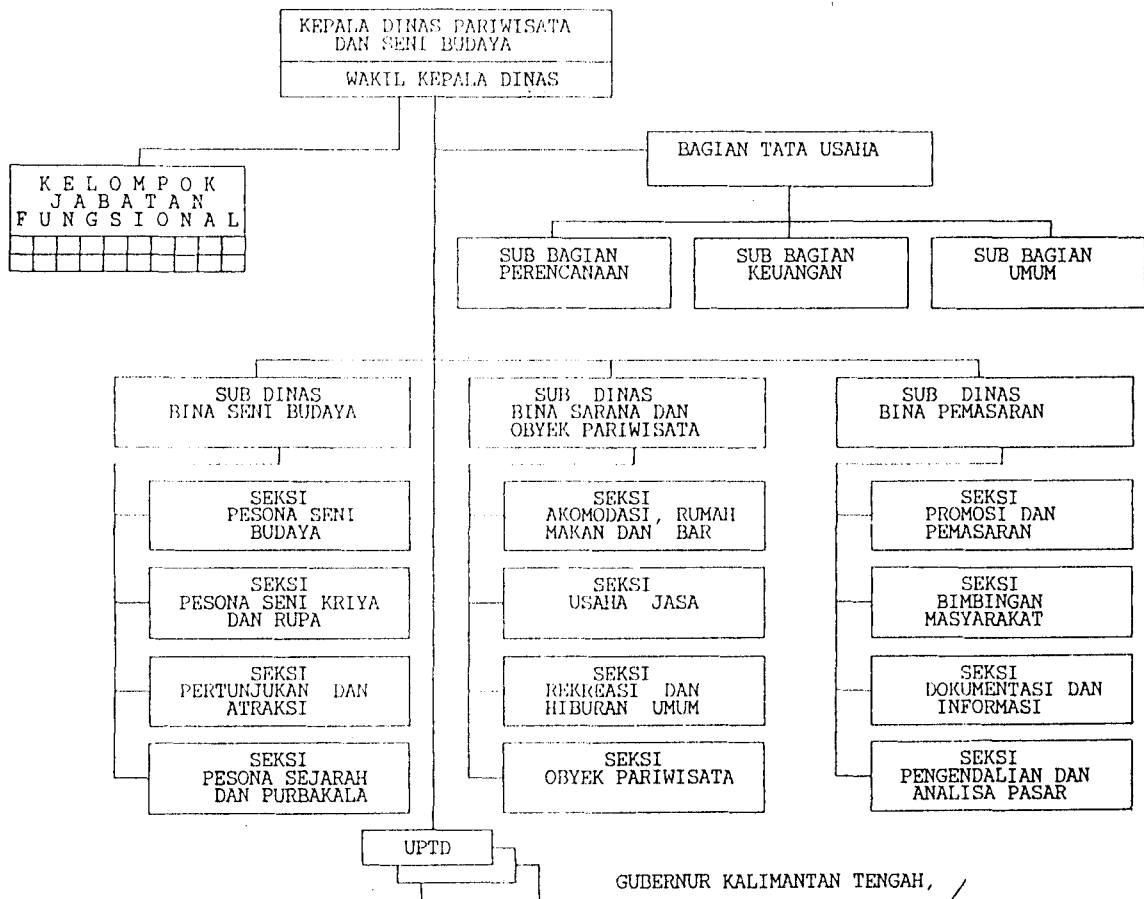 KEPALA DINAS PARIWISATA
DAN SENI BUDAYA
WAKIL KEPALA DINAS
BAGIAN TATA USAHA
KELOMPOK
JABATAN
FUNGSIONAL
SUB BAGIAN
PERENCANAAN
SUB BAGIAN
KEUANGAN
SUB BAGIAN
UMUM
SUB DINAS
BINA SENI BUDAYA
SUB DINAS
BINA SARANA DAN
OBYEK PARIWISATA
SUB DINAS
BINA PEMASARAN
SEKSI
PESONA SENI
BUDAYA
SEKSI
PESONA SENI KRIYA
DAN RUPA
SEKSI
PERTUNJUKAN DAN
ATRAKSI
SEKSI
PESONA SEJARAH
DAN PURBAKALA
SEKSI
AKOMODASI, RUMAH
MAKAN DAN BAR
SEKSI
USAHA JASA
SEKSI
REKREASI DAN
HIBURAN UMUM
SEKSI
OBYEK PARIWISATA
SEKSI
PROMOSI DAN
PEMASARAN
SEKSI
BIMBINGAN
MASYARAKAT
SEKSI
DOKUMENTASI DAN
INFORMASI
SEKSI
PENGENDALIAN DAN
ANALISA PASAR
UPTD
GUBERNUR KALIMANTAN TENGAH,